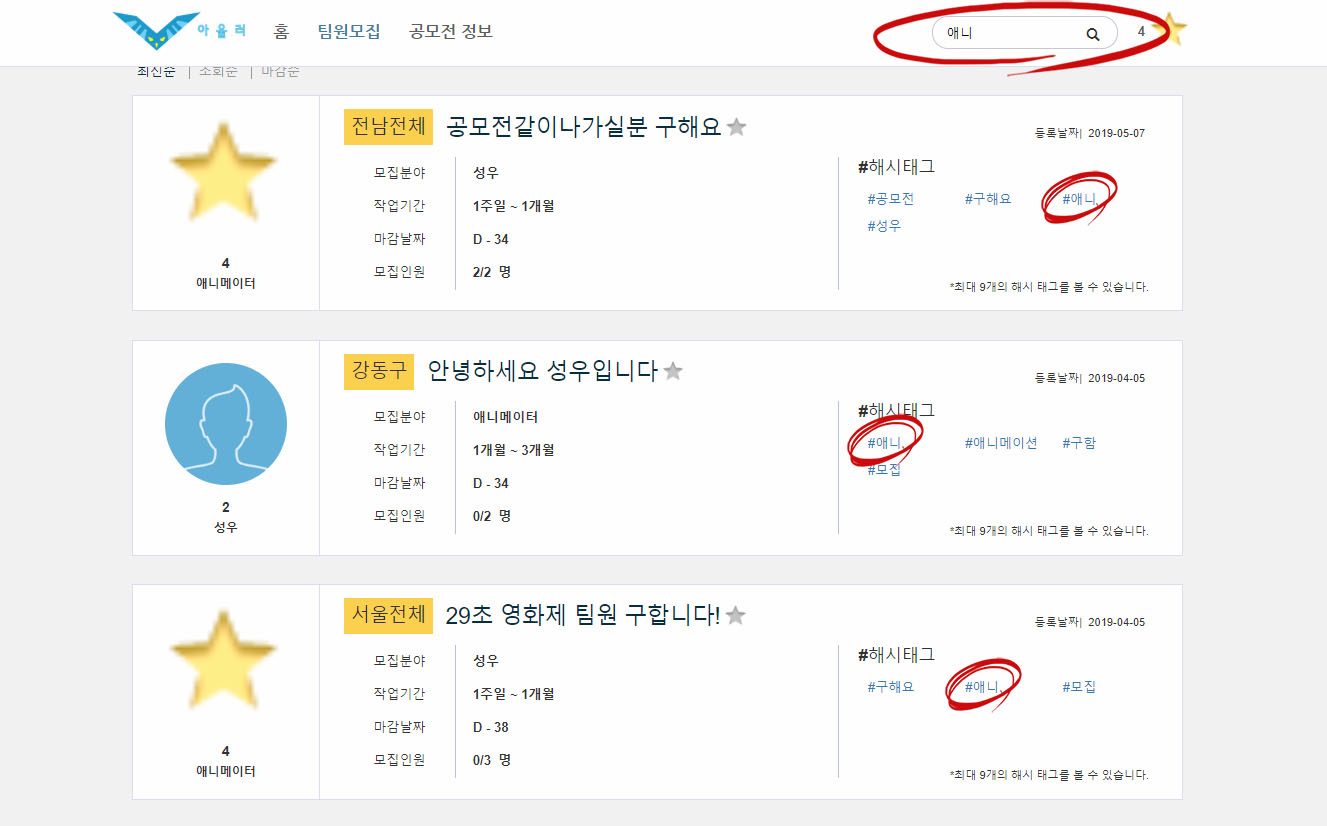 아울러 홈 팀원모집 공모전 정보 애니 4
최신순 | 조회순 | 마감순
전남전체 공모전같이나가실분 구해요
등록날짜| 2019-05-07
모집분야 성우
작업기간 1주일 ~ 1개월
마감날짜 D - 34
모집인원 2/2 명
4
애니메이터
#해시태그
#공모전 #구해요 #애니,
#성우
*최대 9개의 해시 태그를 볼 수 있습니다.
강동구 안녕하세요 성우입니다
등록날짜| 2019-04-05
모집분야 애니메이터
작업기간 1개월 ~ 3개월
마감날짜 D - 34
모집인원 0/2 명
2
성우
#해시태그
#애니, #애니메이션 #구함
#모집
*최대 9개의 해시 태그를 볼 수 있습니다.
서울전체 29초 영화제 팀원 구합니다!
등록날짜| 2019-04-05
모집분야 성우
작업기간 1주일 ~ 1개월
마감날짜 D - 38
모집인원 0/3 명
4
애니메이터
#해시태그
#구해요 #애니, #모집
*최대 9개의 해시 태그를 볼 수 있습니다.